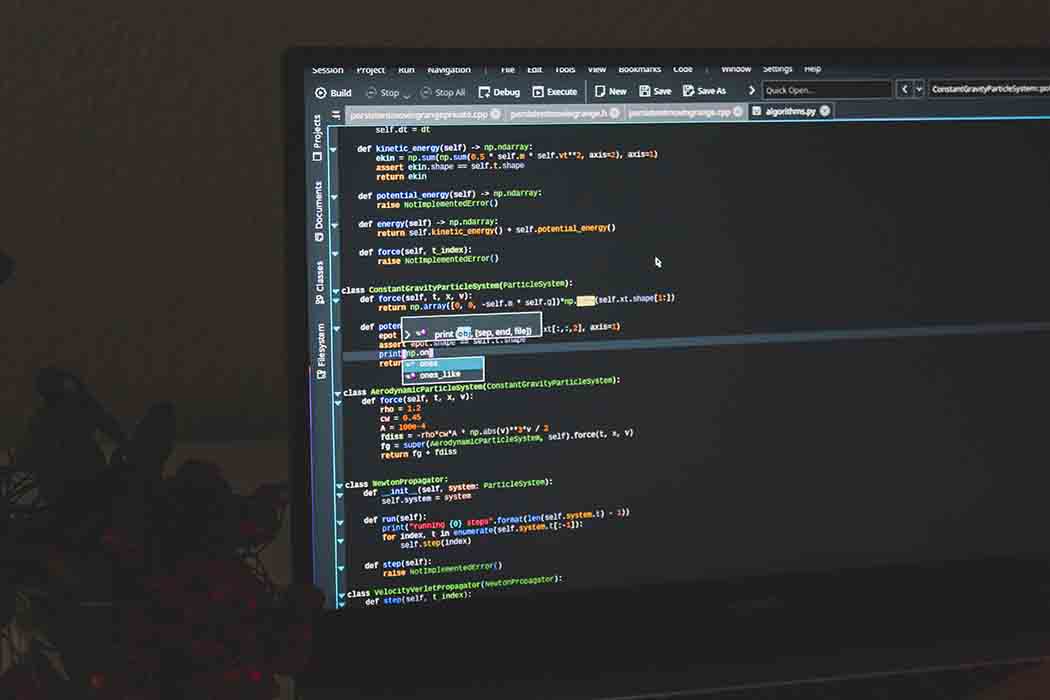 Session Project Run Navigation File Edit Tools View Bookmarks Code Window Settings Help
Build Stop Stop All Debug Execute New Save Save As Quick Open... ConstantGravityParticleSystem::po
persistentmovingrangeprivate.cpp persistentmovingrange.h persistentmovingrange.cpp algorithms.py
Projects
Documents
Classes
Filesystem
self.dt = dt
def kinetic_energy(self) -> np.ndarray:
ekin = np.sum(np.sum(0.5 * self.m * self.vt**2, axis=2), axis=1)
assert ekin.shape == self.t.shape
return ekin
def potential_energy(self) -> np.ndarray:
raise NotImplementedError()
def energy(self) -> np.ndarray:
return self.kinetic_energy() + self.potential_energy()
def force(self, t_index):
raise NotImplementedError()
class ConstantGravityParticleSystem(ParticleSystem):
def force(self, t, x, v):
return np.array([0, 0, -self.m * self.g])*np.(self.xt.shape[1:])
def poten
print (obj, [sep, end, file])
epot xt[:,:,2], axis=1)
assert epot.shape == self.t.shape
print(np.on)
retur
ones
ones_like
class AerodynamicParticleSystem(ConstantGravityParticleSystem):
def force(self, t, x, v):
rho = 1.2
cw = 0.45
A = 100e-4
fdiss = -rho*cw*A * np.abs(v)**3*v / 2
fg = super(AerodynamicParticleSystem, self).force(t, x, v)
return fg + fdiss
class NewtonPropagator:
def __init__(self, system: ParticleSystem):
self.system = system
def run(self):
print("running {0} steps".format(len(self.system.t) - 1))
for index, t in enumerate(self.system.t[:-1]):
self.step(index)
def step(self):
raise NotImplementedError()
class VelocityVerletPropagator(NewtonPropagator):
def step(self, t_index):